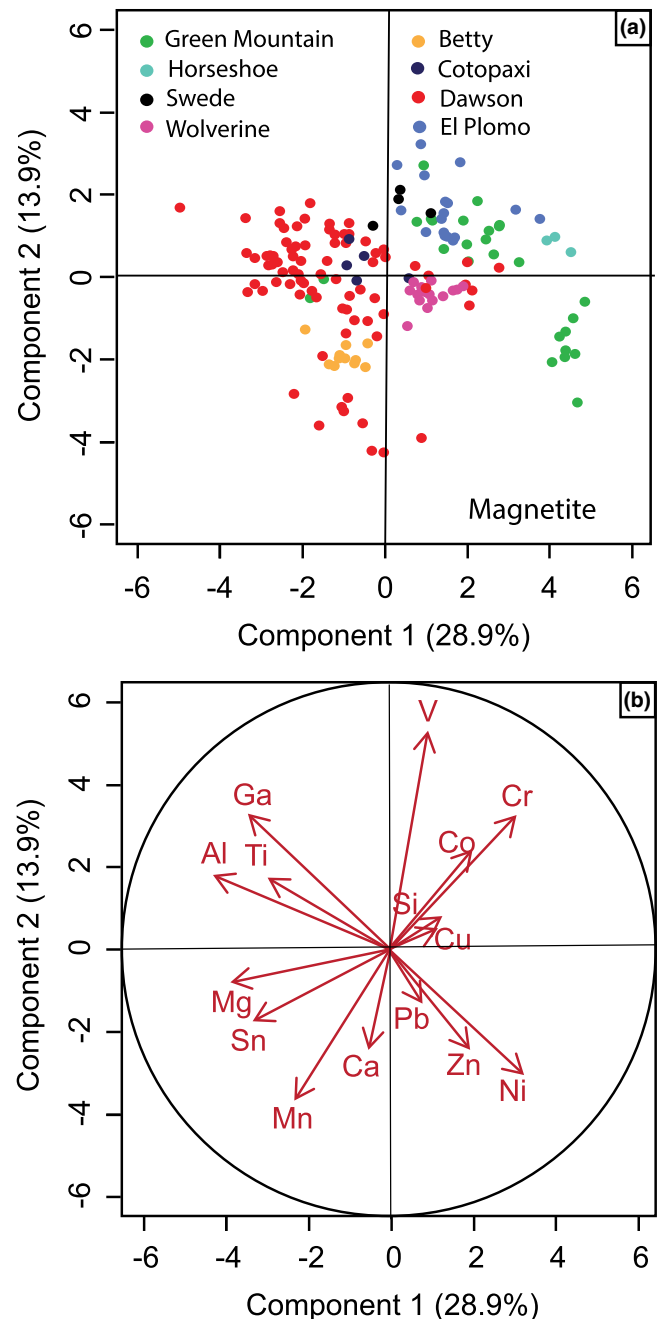 (a)
Green Mountain
Horseshoe
Swede
Wolverine
Betty
Cotopaxi
Dawson
El Plomo
Component 2 (13.9%)
6
4
2
0
-2
-4
-6
Magnetite
-6 -4 -2 0 2 4 6
Component 1 (28.9%)
(b)
Component 2 (13.9%)
6
4
2
0
-2
-4
-6
V
Ga
Cr
Al Ti
Co
Si
Cu
Mg
Sn
Pb
Ca
Zn
Ni
Mn
-6 -4 -2 0 2 4 6
Component 1 (28.9%)